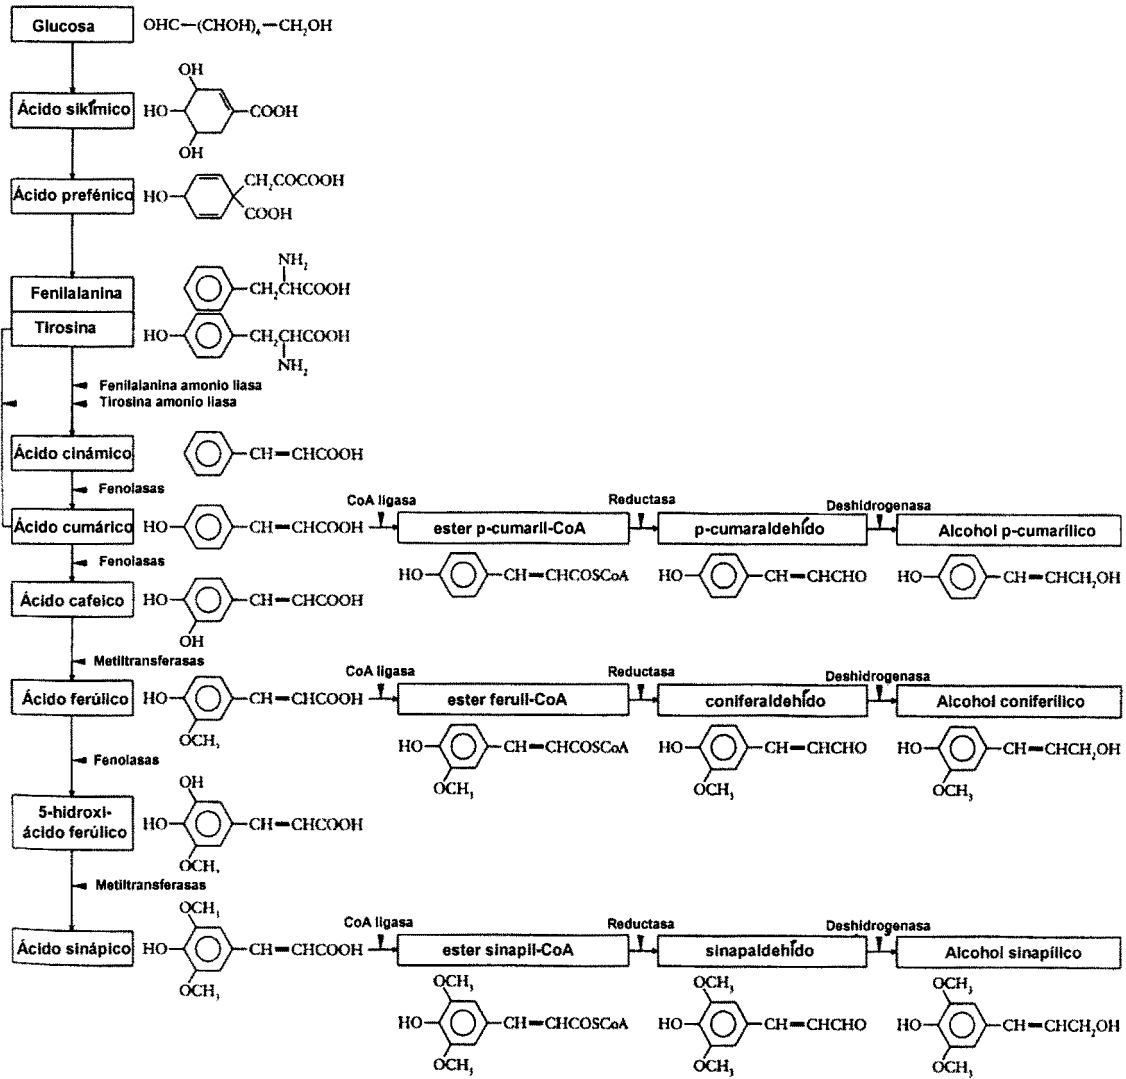 Glucosa OHC—(CHOH)₄—CH₂OH
OH
Ácido sikímico HO COOH
OH
CH₂COCOOH
Ácido prefénico HO
COOH
NH₂
Fenilalanina CH₂CHCOOH
Tirosina HO CH₂CHCOOH
NH₂
Fenilalanina amonio liasa
Tirosina amonio liasa
Ácido cinámico CH=CHCOOH
Fenolasas
CoA ligasa Reductasa Deshidrogenasa
Ácido cumárico HO CH=CHCOOH ester p-cumaril-CoA p-cumaraldehído Alcohol p-cumarílico
Fenolasas
HO CH=CHCOSCoA HO CH=CHCHO HO CH=CHCH₂OH
Ácido cafeico HO CH=CHCOOH
OH
Metiltransferasas
CoA ligasa Reductasa Deshidrogenasa
Ácido ferúlico HO CH=CHCOOH ester feruil-CoA coniferaldehído Alcohol coniferílico
OCH₃
HO CH=CHCOSCoA HO CH=CHCHO HO CH=CHCH₂OH
Fenolasas
OCH₃ OCH₃ OCH₃
OH
5-hidroxi-
ácido ferúlico HO CH=CHCOOH
OCH₃
Metiltransferasas
OCH₃
CoA ligasa Reductasa Deshidrogenasa
Ácido sinápico HO CH=CHCOOH ester sinapil-CoA sinapaldehído Alcohol sinapílico
OCH₃
OCH₃ OCH₃ OCH₃
HO CH=CHCOSCoA HO CH=CHCHO HO CH=CHCH₂OH
OCH₃ OCH₃ OCH₃